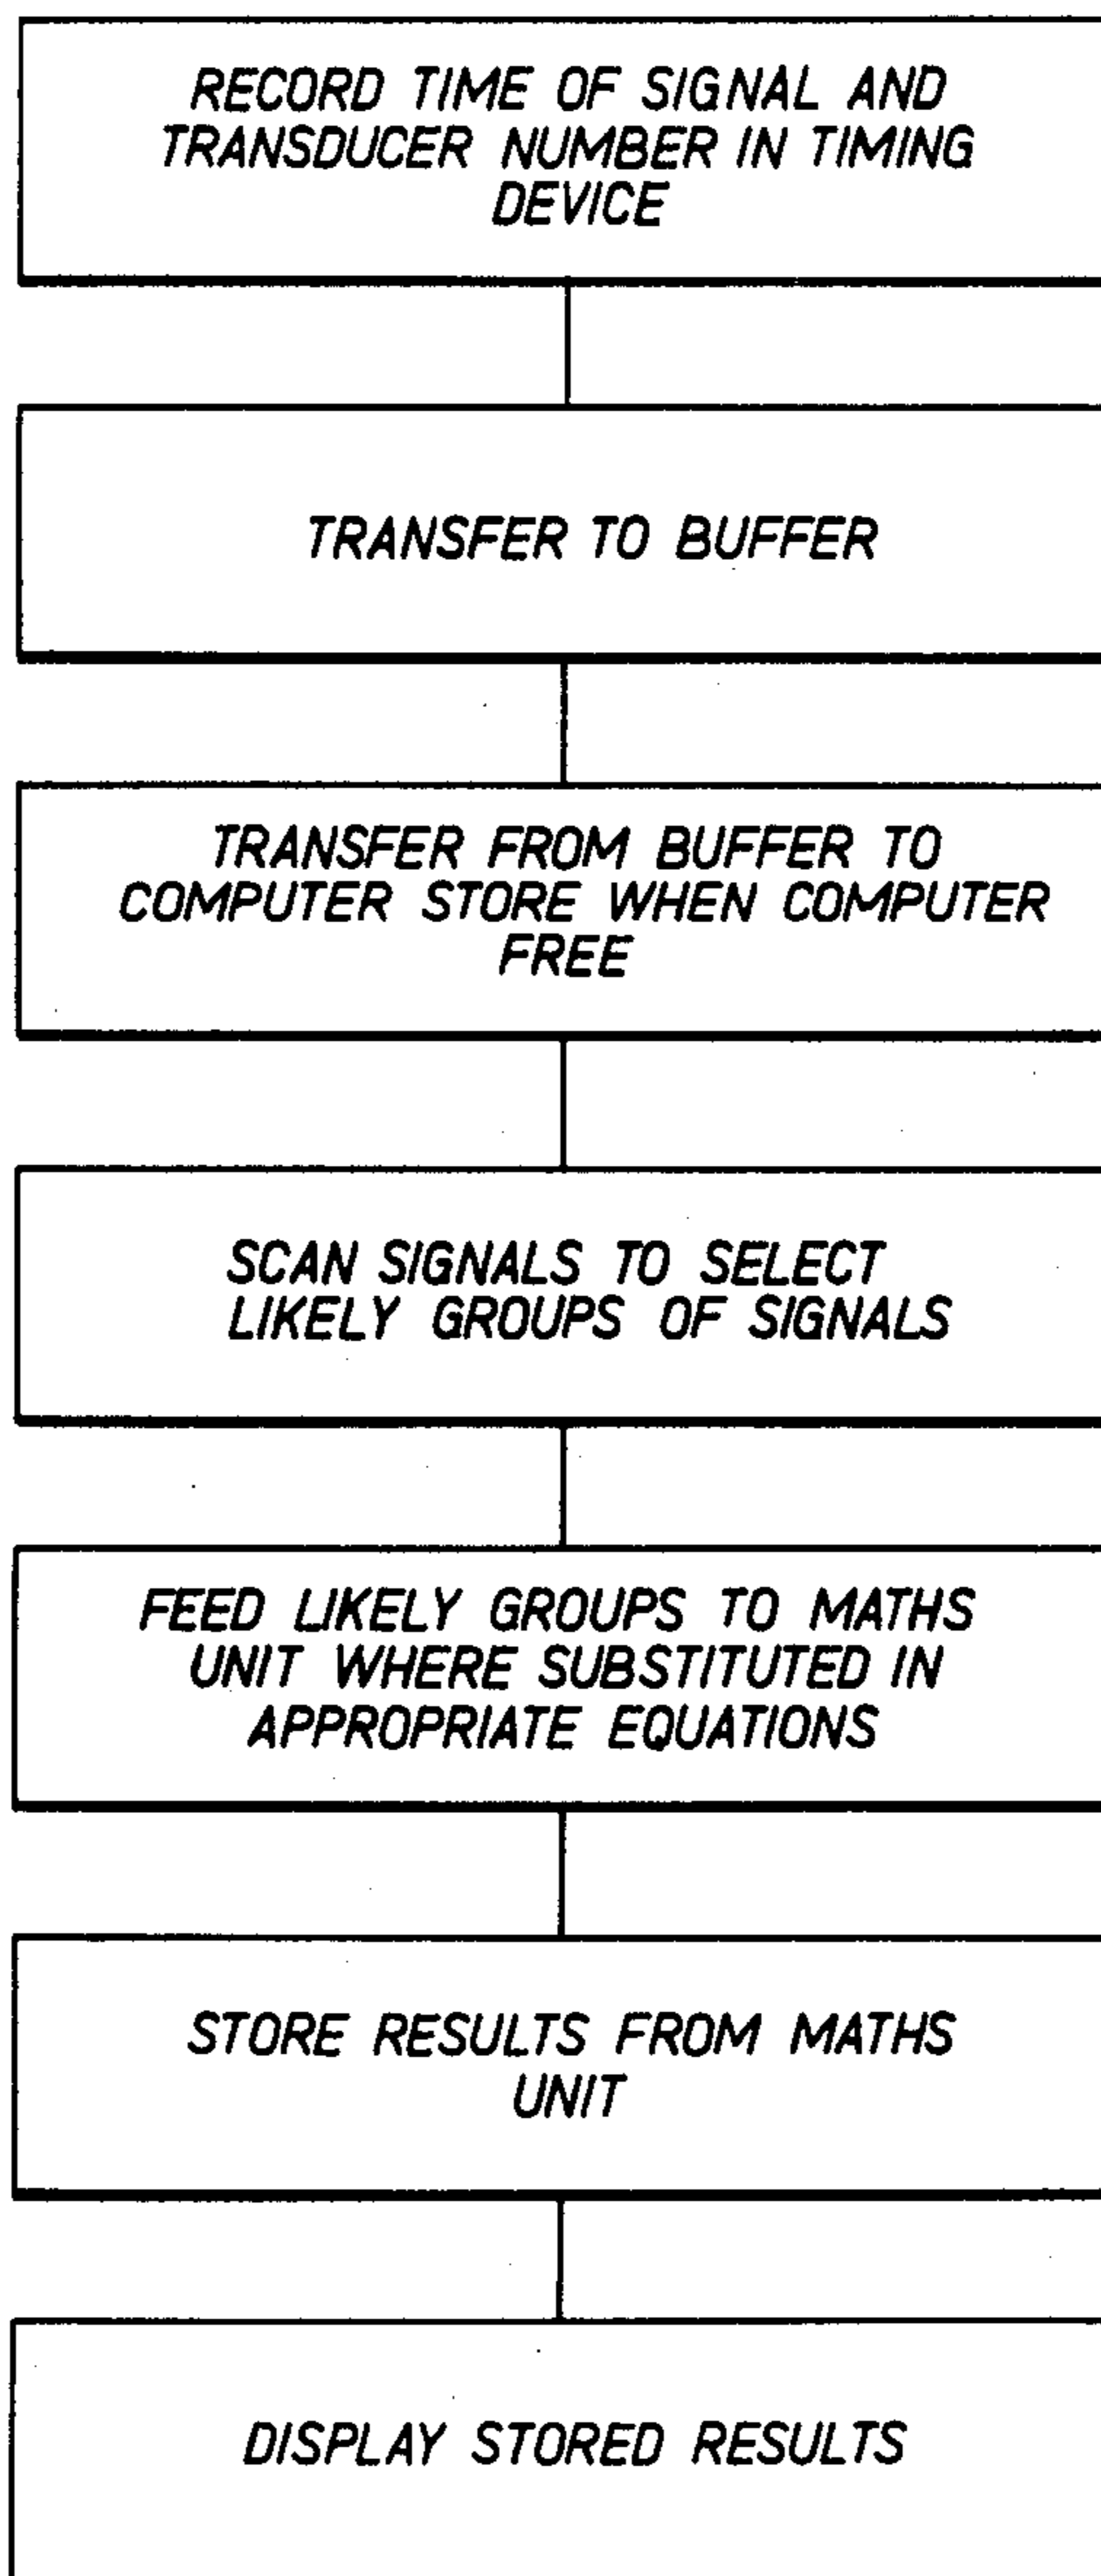 RECORD TIME OF SIGNAL AND
TRANSDUCER NUMBER IN TIMING
DEVICE
TRANSFER TO BUFFER
TRANSFER FROM BUFFER TO
COMPUTER STORE WHEN COMPUTER
FREE
SCAN SIGNALS TO SELECT
LIKELY GROUPS OF SIGNALS
FEED LIKELY GROUPS TO MATHS
UNIT WHERE SUBSTITUTED IN
APPROPRIATE EQUATIONS
STORE RESULTS FROM MATHS
UNIT
DISPLAY STORED RESULTS